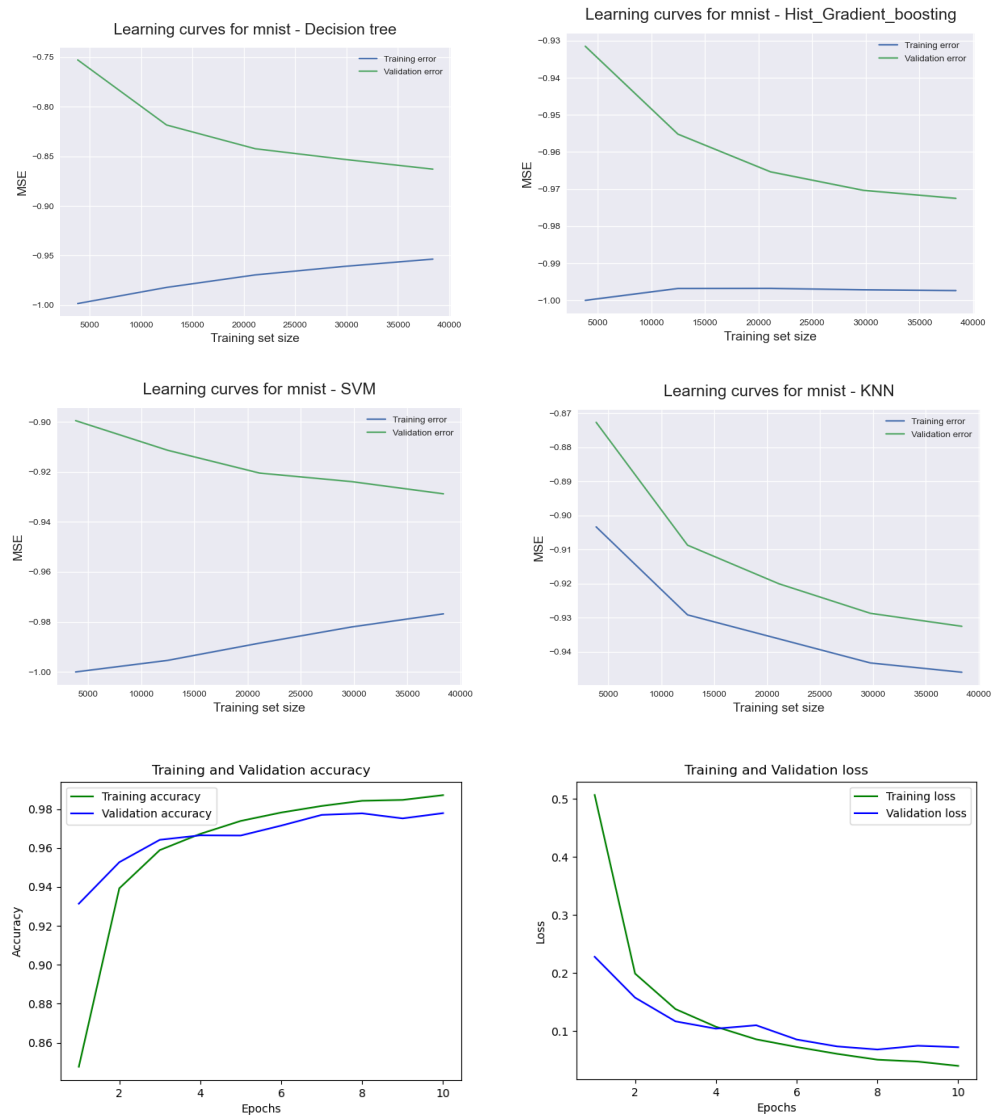 Learning curves for mnist - Decision tree
Training error
Validation error
−0.75
−0.80
−0.85
−0.90
−0.95
−1.00
MSE
5000 10000 15000 20000 25000 30000 35000 40000
Training set size
Learning curves for mnist - Hist_Gradient_boosting
Training error
Validation error
−0.93
−0.94
−0.95
−0.96
−0.97
−0.98
−0.99
−1.00
MSE
5000 10000 15000 20000 25000 30000 35000 40000
Training set size
Learning curves for mnist - SVM
Training error
Validation error
−0.90
−0.92
−0.94
−0.96
−0.98
−1.00
MSE
5000 10000 15000 20000 25000 30000 35000 40000
Training set size
Learning curves for mnist - KNN
Training error
Validation error
−0.87
−0.88
−0.89
−0.90
−0.91
−0.92
−0.93
−0.94
MSE
5000 10000 15000 20000 25000 30000 35000 40000
Training set size
Training and Validation accuracy
Training accuracy
Validation accuracy
0.98
0.96
0.94
0.92
0.90
0.88
0.86
Accuracy
2 4 6 8 10
Epochs
Training and Validation loss
Training loss
Validation loss
0.5
0.4
0.3
0.2
0.1
Loss
2 4 6 8 10
Epochs